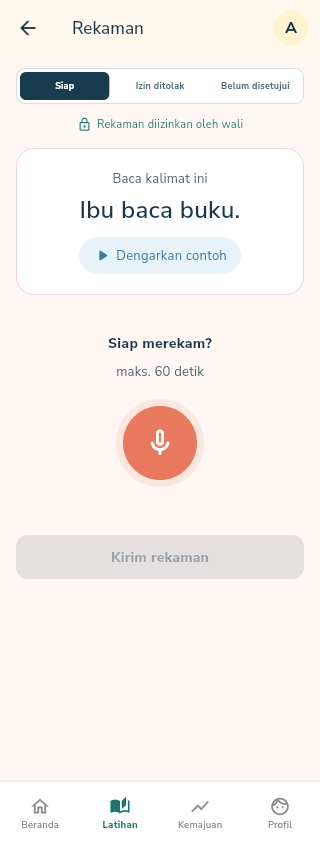 Rekaman
A
Siap
Izin ditolak
Belum disetujui
Rekaman diizinkan oleh wali
Baca kalimat ini
Ibu baca buku.
Dengarkan contoh
Siap merekam?
maks. 60 detik
Kirim rekaman
Beranda
Latihan
Kemajuan
Profil